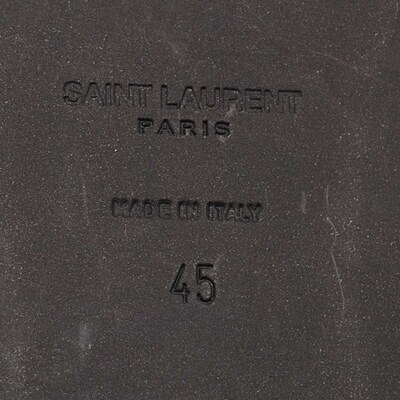 SAINT LAURENT
PARIS
MADE IN ITALY
45